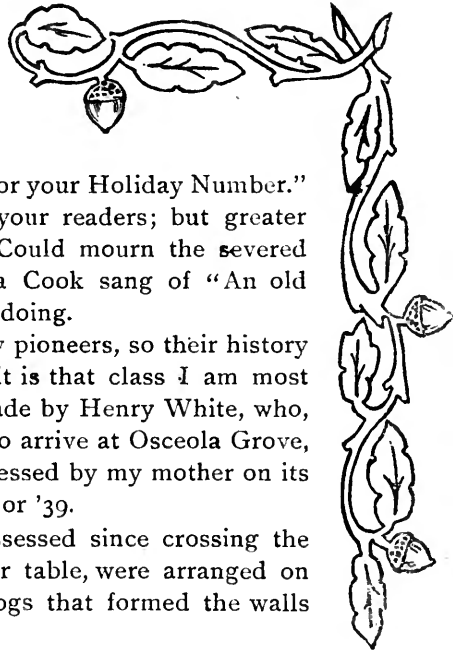 or your Holiday Number."
your readers; but greater
Could mourn the severed
a Cook sang of "An old
doing.
y pioneers, so their history
it is that class I am most
ade by Henry White, who,
o arrive at Osceola Grove,
essed by my mother on its
or '39.
ssessed since crossing the
r table, were arranged on
ogs that formed the walls